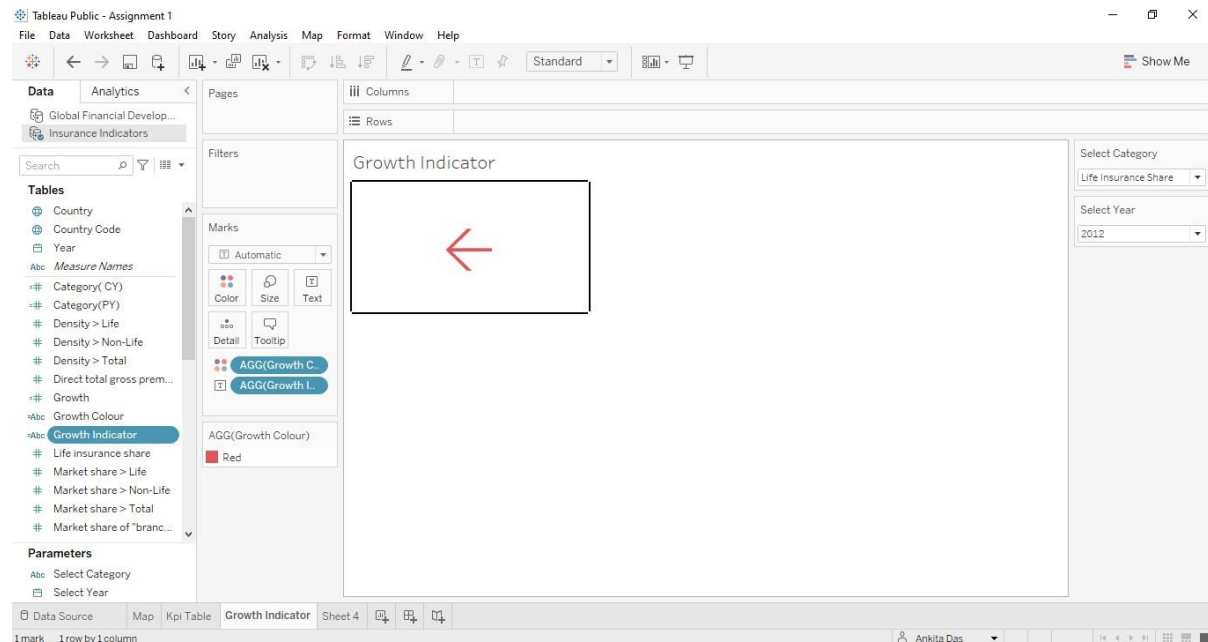 Tableau Public - Assignment 1
File Data Worksheet Dashboard Story Analysis Map Format Window Help
Standard
Show Me
Data Analytics
Global Financial Develop...
Insurance Indicators
Search
Tables
Country
Country Code
Year
Abc Measure Names
Category( CY)
Category(PY)
Density > Life
Density > Non-Life
Density > Total
Direct total gross prem...
Growth
Abc Growth Colour
Abc Growth Indicator
Life insurance share
Market share > Life
Market share > Non-Life
Market share > Total
Market share of "branc...
Parameters
Abc Select Category
Select Year
Pages
Filters
Marks
Automatic
Color Size Text
Detail Tooltip
AGG(Growth C..
AGG(Growth I..
AGG(Growth Colour)
Red
Columns
Rows
Growth Indicator
Select Category
Life Insurance Share
Select Year
2012
Data Source Map Kpi Table Growth Indicator Sheet 4
1 mark 1 row by 1 column
Ankita Das